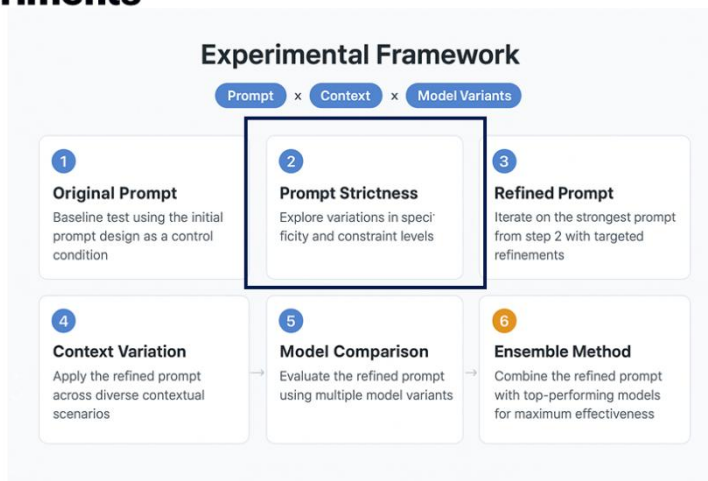 Experimental Framework
Prompt x Context x Model Variants
1
Original Prompt
Baseline test using the initial
prompt design as a control
condition
2
Prompt Strictness
Explore variations in speci-
ficity and constraint levels
3
Refined Prompt
Iterate on the strongest prompt
from step 2 with targeted
refinements
4
Context Variation
Apply the refined prompt
across diverse contextual
scenarios
→
5
Model Comparison
Evaluate the refined prompt
using multiple model variants
→
6
Ensemble Method
Combine the refined prompt
with top-performing models
for maximum effectiveness